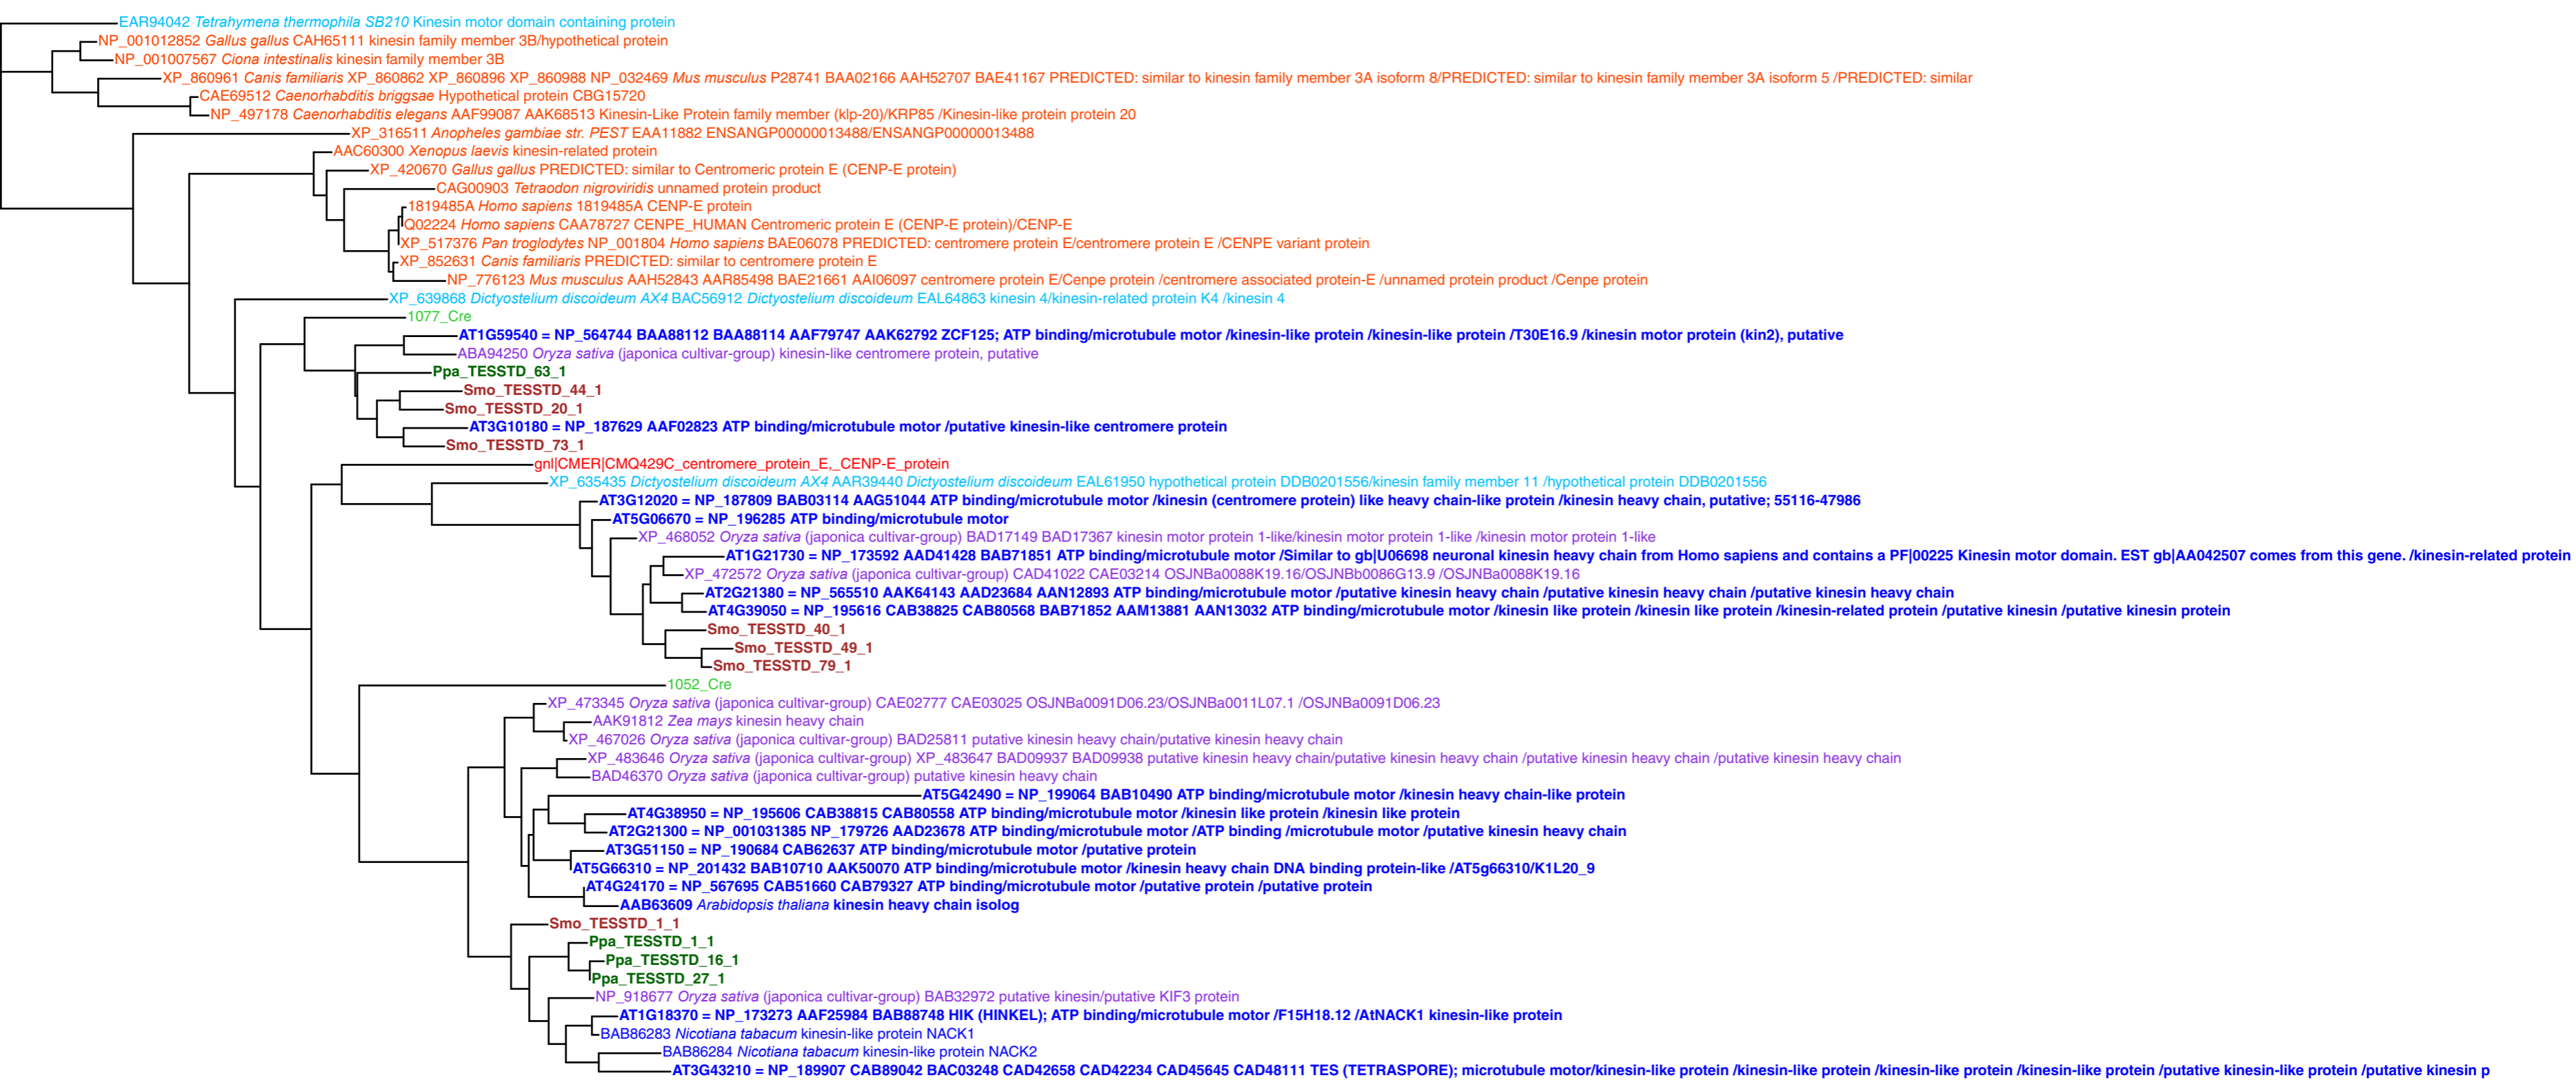 EAR94042 Tetrahymena thermophila SB210 Kinesin motor domain containing protein
NP_001012852 Gallus gallus CAH65111 kinesin family member 3B/hypothetical protein
NP_001007567 Ciona intestinalis kinesin family member 3B
XP_860961 Canis familiaris XP_860862 XP_860896 XP_860988 NP_032469 Mus musculus P28741 BAA02166 AAH52707 BAE41167 PREDICTED: similar to kinesin family member 3A isoform 8/PREDICTED: similar to kinesin family member 3A isoform 5 /PREDICTED: similar
CAE69512 Caenorhabditis briggsae Hypothetical protein CBG15720
NP_497178 Caenorhabditis elegans AAF99087 AAK68513 Kinesin-Like Protein family member (klp-20)/KRP85 /Kinesin-like protein protein 20
XP_316511 Anopheles gambiae str. PEST EAA11882 ENSANGP00000013488/ENSANGP00000013488
AAC60300 Xenopus laevis kinesin-related protein
XP_420670 Gallus gallus PREDICTED: similar to Centromeric protein E (CENP-E protein)
CAG00903 Tetraodon nigroviridis unnamed protein product
1819485A Homo sapiens 1819485A CENP-E protein
Q02224 Homo sapiens CAA78727 CENPE_HUMAN Centromeric protein E (CENP-E protein)/CENP-E
XP_517376 Pan troglodytes NP_001804 Homo sapiens BAE06078 PREDICTED: centromere protein E/centromere protein E /CENPE variant protein
XP_852631 Canis familiaris PREDICTED: similar to centromere protein E
NP_776123 Mus musculus AAH52843 AAR85498 BAE21661 AAI06097 centromere protein E/Cenpe protein /centromere associated protein-E /unnamed protein product /Cenpe protein
XP_639868 Dictyostelium discoideum AX4 BAC56912 Dictyostelium discoideum EAL64863 kinesin 4/kinesin-related protein K4 /kinesin 4
1077_Cre
AT1G59540 = NP_564744 BAA88112 BAA88114 AAF79747 AAK62792 ZCF125; ATP binding/microtubule motor /kinesin-like protein /kinesin-like protein /T30E16.9 /kinesin motor protein (kin2), putative
ABA94250 Oryza sativa (japonica cultivar-group) kinesin-like centromere protein, putative
Ppa_TESSTD_63_1
Smo_TESSTD_44_1
Smo_TESSTD_20_1
AT3G10180 = NP_187629 AAF02823 ATP binding/microtubule motor /putative kinesin-like centromere protein
Smo_TESSTD_73_1
gnl|CMER|CMQ429C_centromere_protein_E,_CENP-E_protein
XP_635435 Dictyostelium discoideum AX4 AAR39440 Dictyostelium discoideum EAL61950 hypothetical protein DDB0201556/kinesin family member 11 /hypothetical protein DDB0201556
AT3G12020 = NP_187809 BAB03114 AAG51044 ATP binding/microtubule motor /kinesin (centromere protein) like heavy chain-like protein /kinesin heavy chain, putative; 55116-47986
AT5G06670 = NP_196285 ATP binding/microtubule motor
XP_468052 Oryza sativa (japonica cultivar-group) BAD17149 BAD17367 kinesin motor protein 1-like/kinesin motor protein 1-like /kinesin motor protein 1-like
AT1G21730 = NP_173592 AAD41428 BAB71851 ATP binding/microtubule motor /Similar to gb|U06698 neuronal kinesin heavy chain from Homo sapiens and contains a PF|00225 Kinesin motor domain. EST gb|AA042507 comes from this gene. /kinesin-related protein
XP_472572 Oryza sativa (japonica cultivar-group) CAD41022 CAE03214 OSJNBa0088K19.16/OSJNBb0086G13.9 /OSJNBa0088K19.16
AT2G21380 = NP_565510 AAK64143 AAD23684 AAN12893 ATP binding/microtubule motor /putative kinesin heavy chain /putative kinesin heavy chain /putative kinesin heavy chain
AT4G39050 = NP_195616 CAB38825 CAB80568 BAB71852 AAM13881 AAN13032 ATP binding/microtubule motor /kinesin like protein /kinesin like protein /kinesin-related protein /putative kinesin /putative kinesin protein
Smo_TESSTD_40_1
Smo_TESSTD_49_1
Smo_TESSTD_79_1
1052_Cre
XP_473345 Oryza sativa (japonica cultivar-group) CAE02777 CAE03025 OSJNBa0091D06.23/OSJNBa0011L07.1 /OSJNBa0091D06.23
AAK91812 Zea mays kinesin heavy chain
XP_467026 Oryza sativa (japonica cultivar-group) BAD25811 putative kinesin heavy chain/putative kinesin heavy chain
XP_483646 Oryza sativa (japonica cultivar-group) XP_483647 BAD09937 BAD09938 putative kinesin heavy chain/putative kinesin heavy chain /putative kinesin heavy chain /putative kinesin heavy chain
BAD46370 Oryza sativa (japonica cultivar-group) putative kinesin heavy chain
AT5G42490 = NP_199064 BAB10490 ATP binding/microtubule motor /kinesin heavy chain-like protein
AT4G38950 = NP_195606 CAB38815 CAB80558 ATP binding/microtubule motor /kinesin like protein /kinesin like protein
AT2G21300 = NP_001031385 NP_179726 AAD23678 ATP binding/microtubule motor /ATP binding /microtubule motor /putative kinesin heavy chain
AT3G51150 = NP_190684 CAB62637 ATP binding/microtubule motor /putative protein
AT5G66310 = NP_201432 BAB10710 AAK50070 ATP binding/microtubule motor /kinesin heavy chain DNA binding protein-like /AT5g66310/K1L20_9
AT4G24170 = NP_567695 CAB51660 CAB79327 ATP binding/microtubule motor /putative protein /putative protein
AAB63609 Arabidopsis thaliana kinesin heavy chain isolog
Smo_TESSTD_1_1
Ppa_TESSTD_1_1
Ppa_TESSTD_16_1
Ppa_TESSTD_27_1
NP_918677 Oryza sativa (japonica cultivar-group) BAB32972 putative kinesin/putative KIF3 protein
AT1G18370 = NP_173273 AAF25984 BAB88748 HIK (HINKEL); ATP binding/microtubule motor /F15H18.12 /AtNACK1 kinesin-like protein
BAB86283 Nicotiana tabacum kinesin-like protein NACK1
BAB86284 Nicotiana tabacum kinesin-like protein NACK2
AT3G43210 = NP_189907 CAB89042 BAC03248 CAD42658 CAD42234 CAD45645 CAD48111 TES (TETRASPORE); microtubule motor/kinesin-like protein /kinesin-like protein /kinesin-like protein /kinesin-like protein /putative kinesin-like protein /putative kinesin p